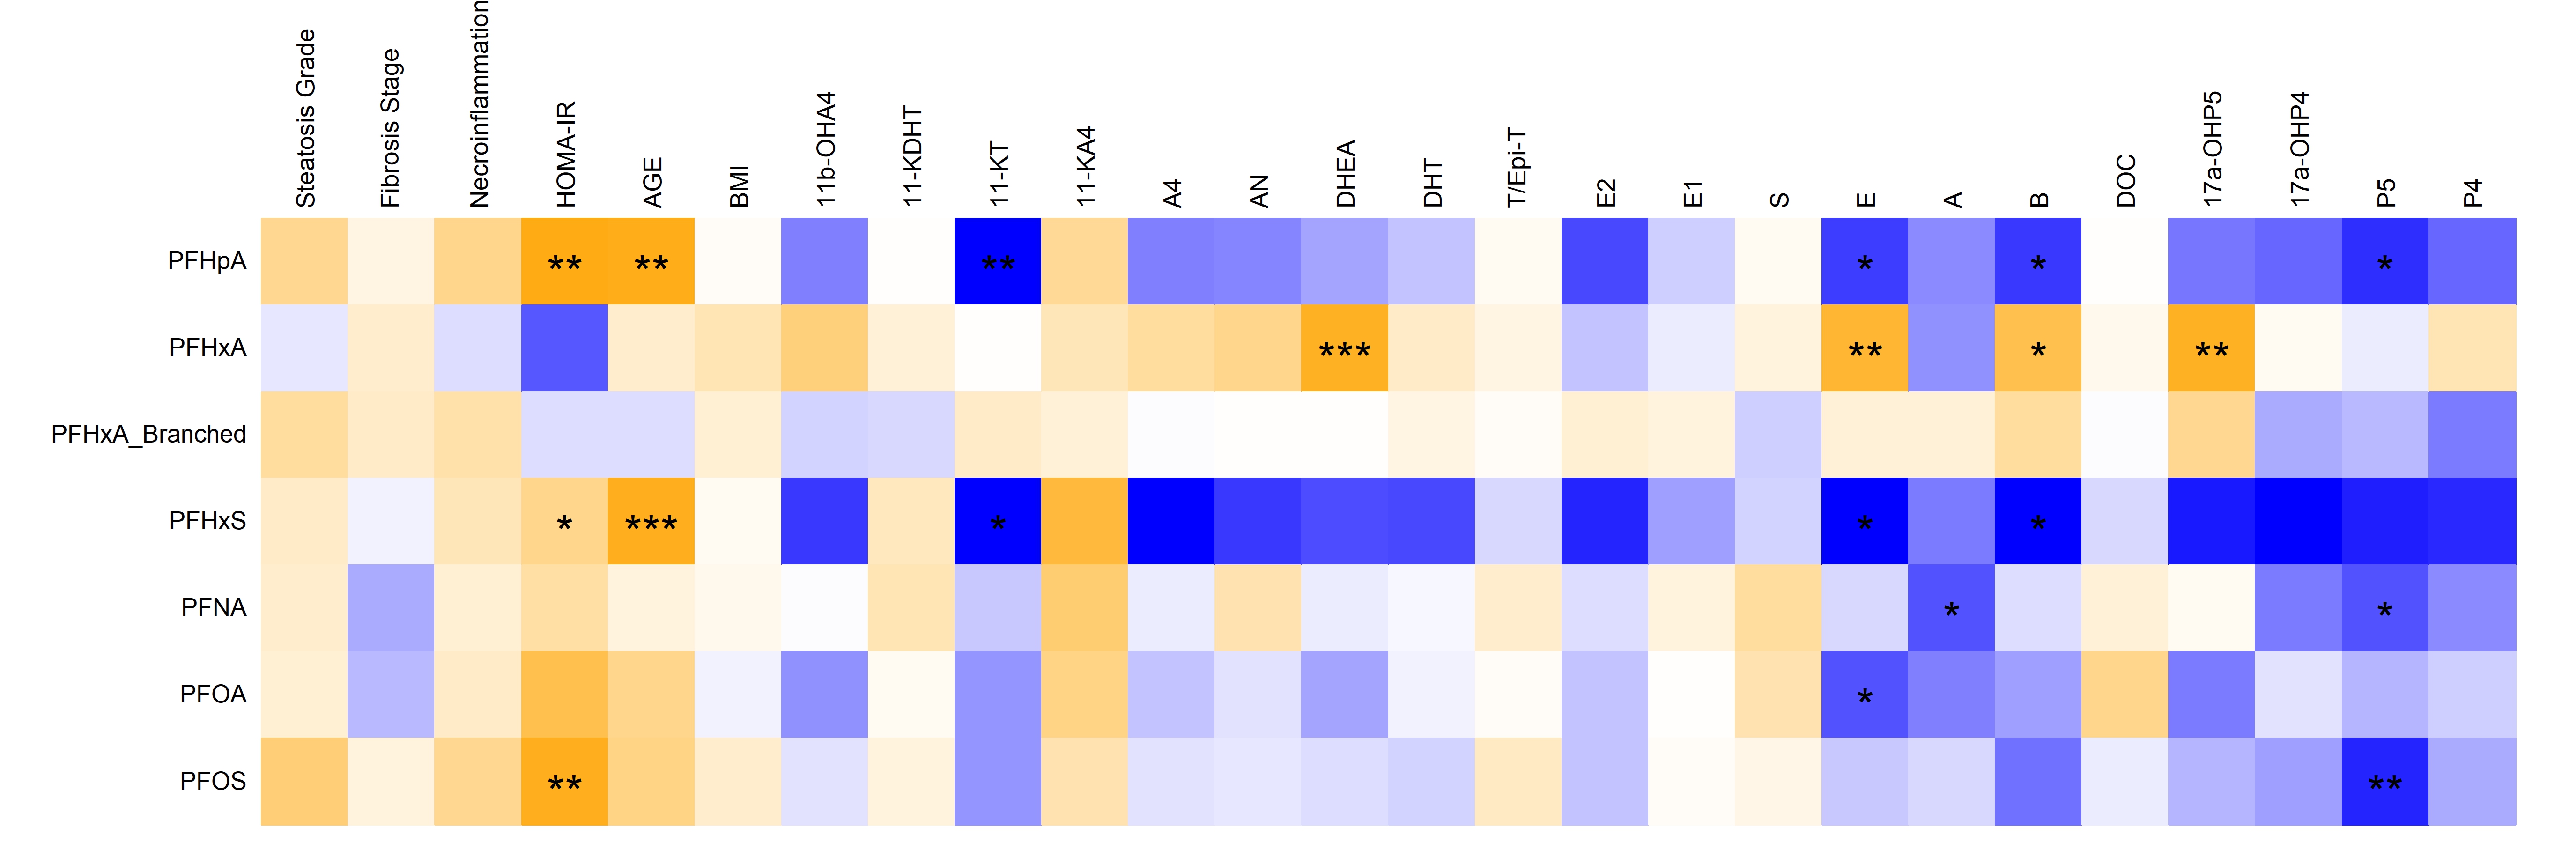 Steatosis Grade
Fibrosis Stage
Necroinflammation
HOMA-IR
AGE
BMI
11b-OHA4
11-KDHT
11-KT
11-KA4
A4
AN
DHEA
DHT
T/Epi-T
E2
E1
S
E
A
B
DOC
17a-OHP5
17a-OHP4
P5
P4
PFHpA ** ** ** * * *
PFHxA *** ** * **
PFHxA_Branched
PFHxS * *** * * *
PFNA * *
PFOA *
PFOS ** **